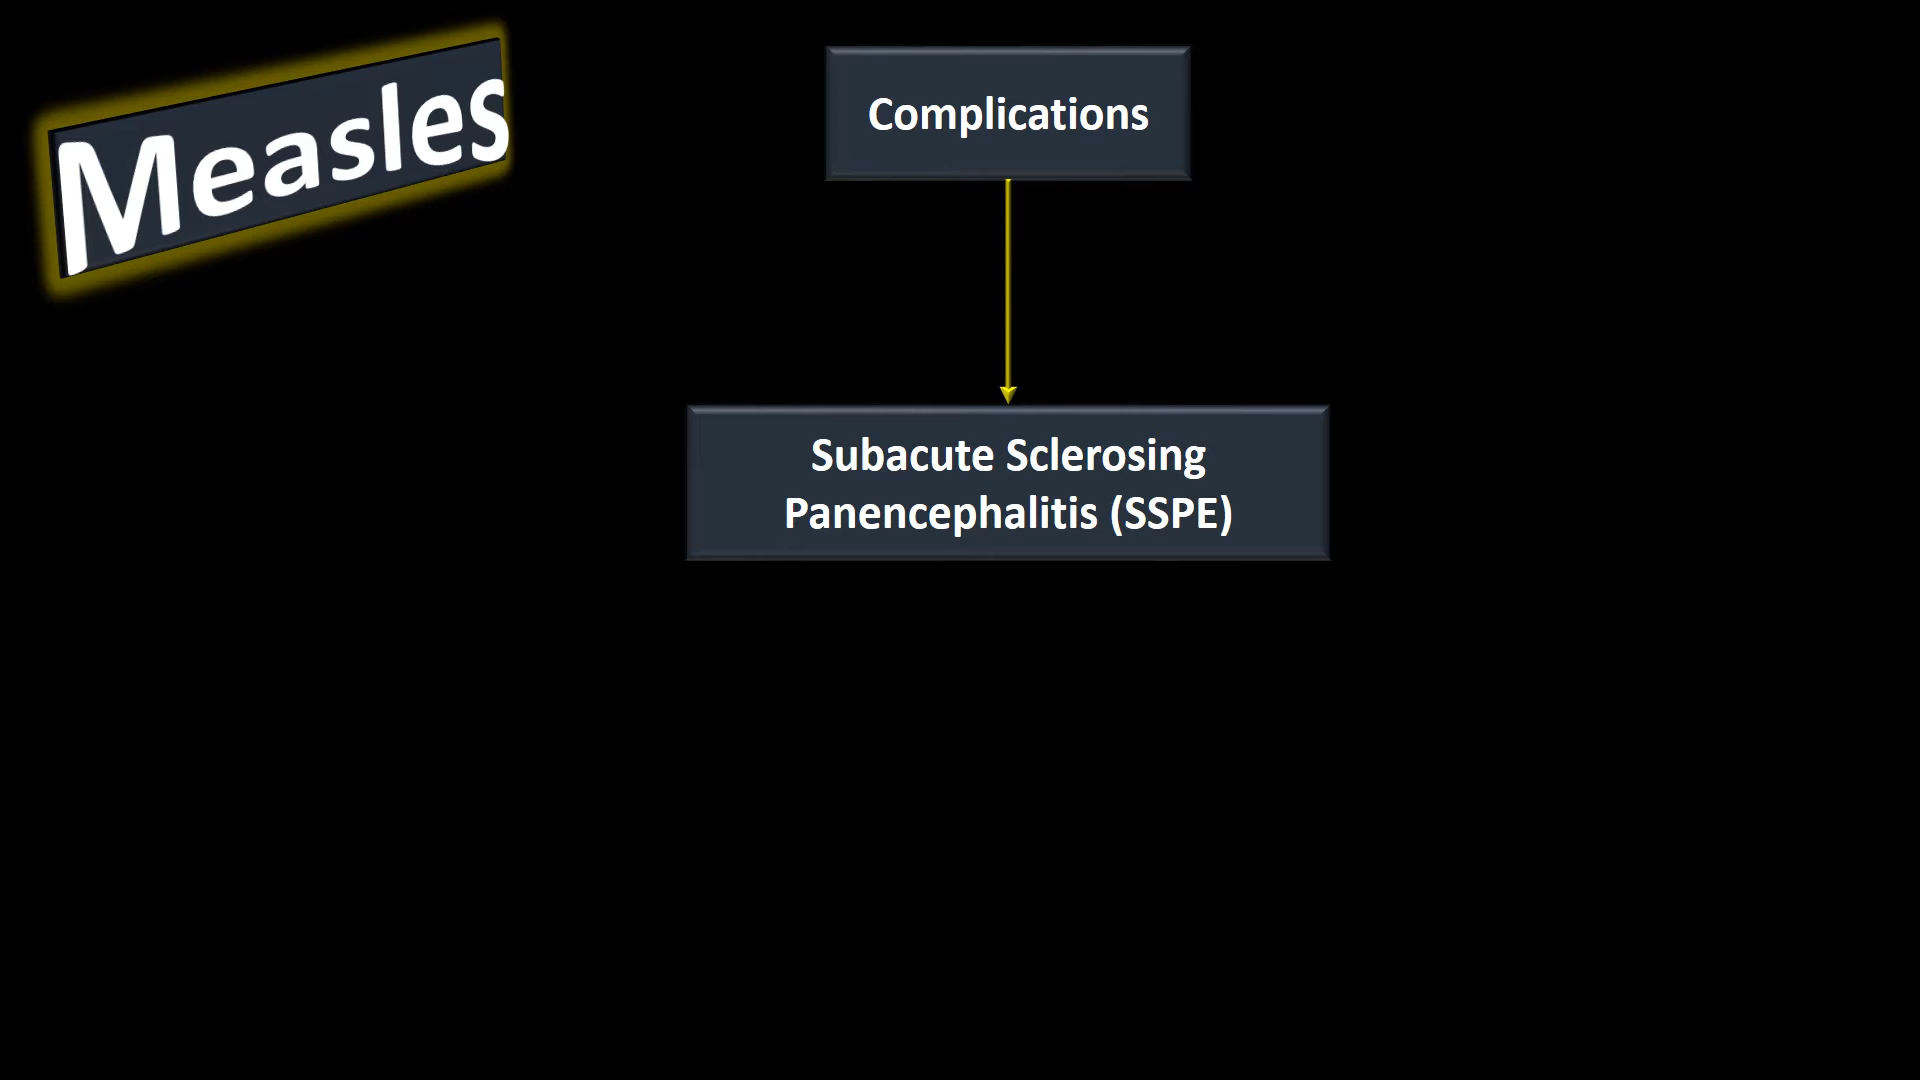 Measles
Complications
Subacute Sclerosing
Panencephalitis (SSPE)